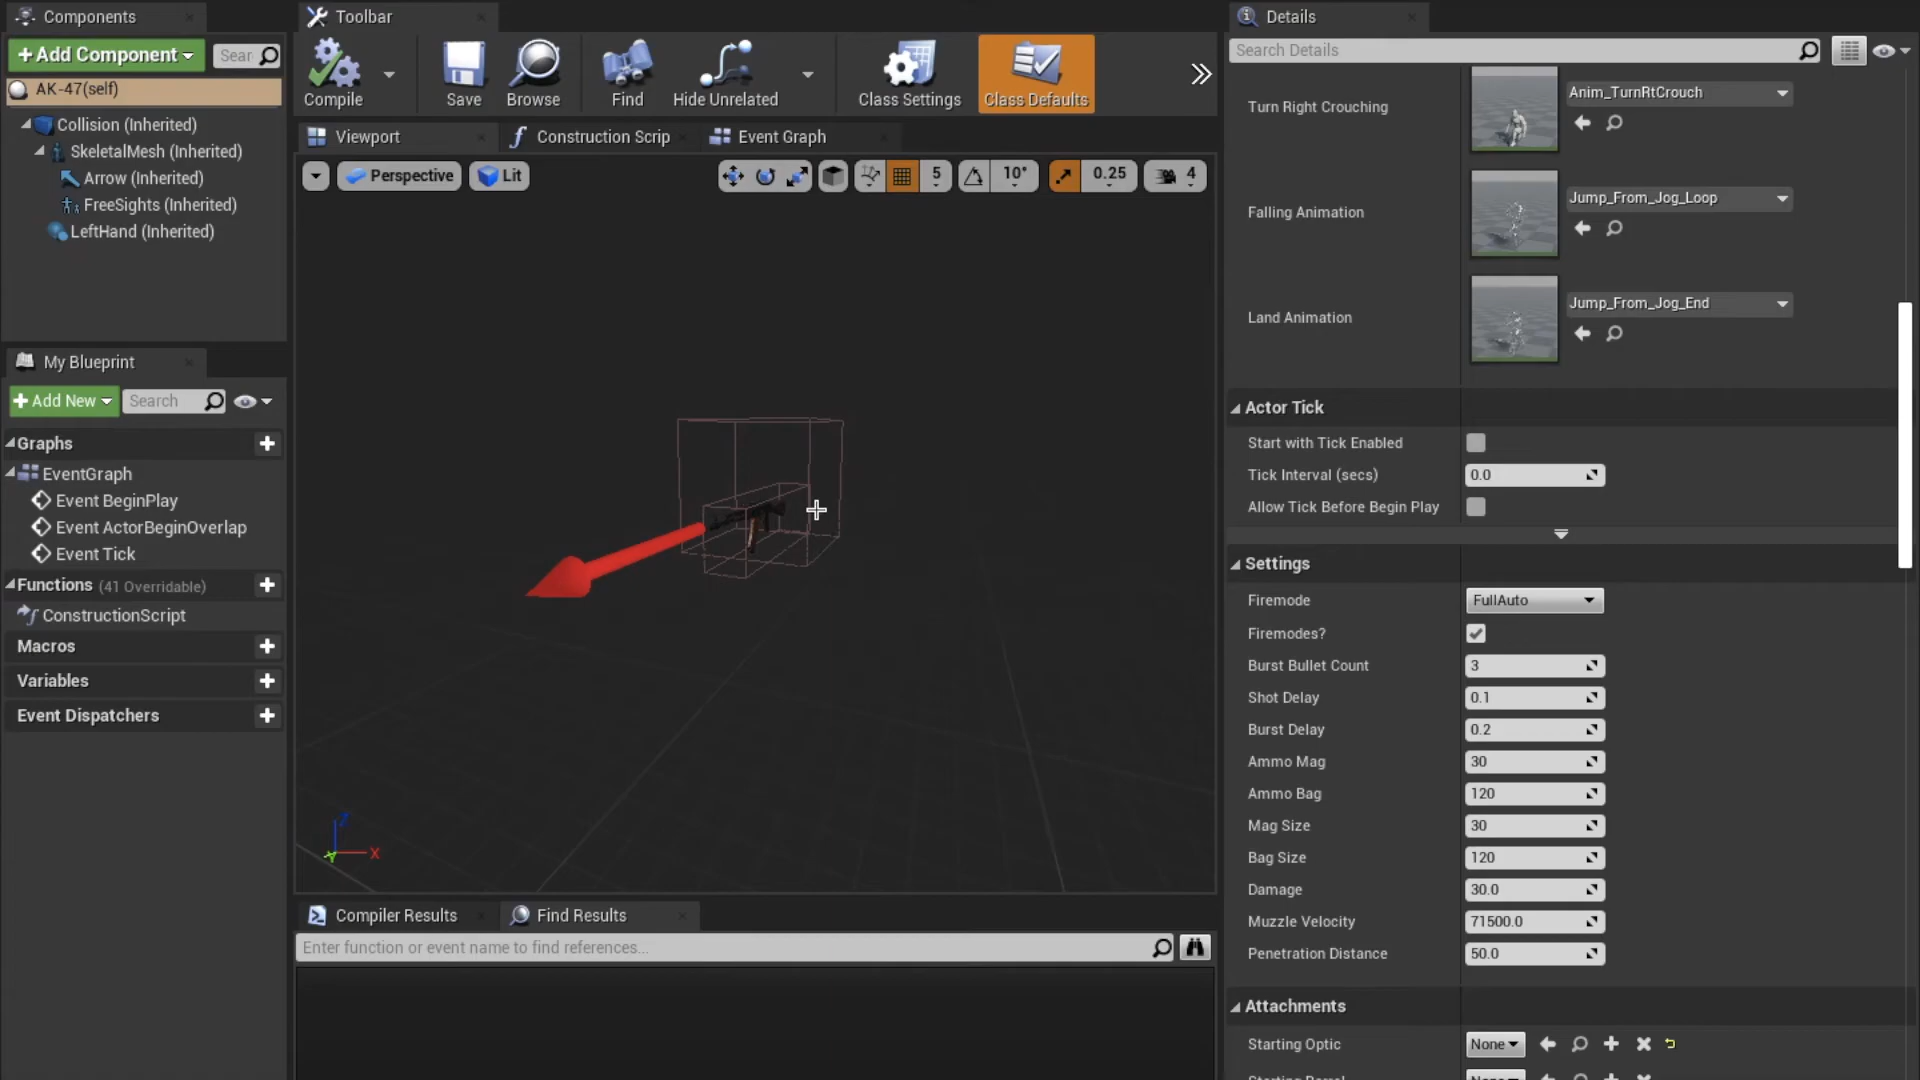 Components
Add Component
Sear
AK-47(self)
Collision (Inherited)
SkeletalMesh (Inherited)
Arrow (Inherited)
FreeSights (Inherited)
LeftHand (Inherited)
My Blueprint
Add New
Search
Graphs
EventGraph
Event BeginPlay
Event ActorBeginOverlap
Event Tick
Functions (41 Overridable)
ConstructionScript
Macros
Variables
Event Dispatchers
Toolbar
Compile
Save
Browse
Find
Hide Unrelated
Class Settings
Class Defaults
Viewport
Construction Scrip
Event Graph
Perspective
Lit
5
10°
0.25
4
Z
X
Y
Compiler Results
Find Results
Enter function or event name to find references...
Details
Search Details
Turn Right Crouching
Anim_TurnRtCrouch
Falling Animation
Jump_From_Jog_Loop
Land Animation
Jump_From_Jog_End
Actor Tick
Start with Tick Enabled
Tick Interval (secs) 0.0
Allow Tick Before Begin Play
Settings
Firemode FullAuto
Firemodes?
Burst Bullet Count 3
Shot Delay 0.1
Burst Delay 0.2
Ammo Mag 30
Ammo Bag 120
Mag Size 30
Bag Size 120
Damage 30.0
Muzzle Velocity 71500.0
Penetration Distance 50.0
Attachments
Starting Optic None